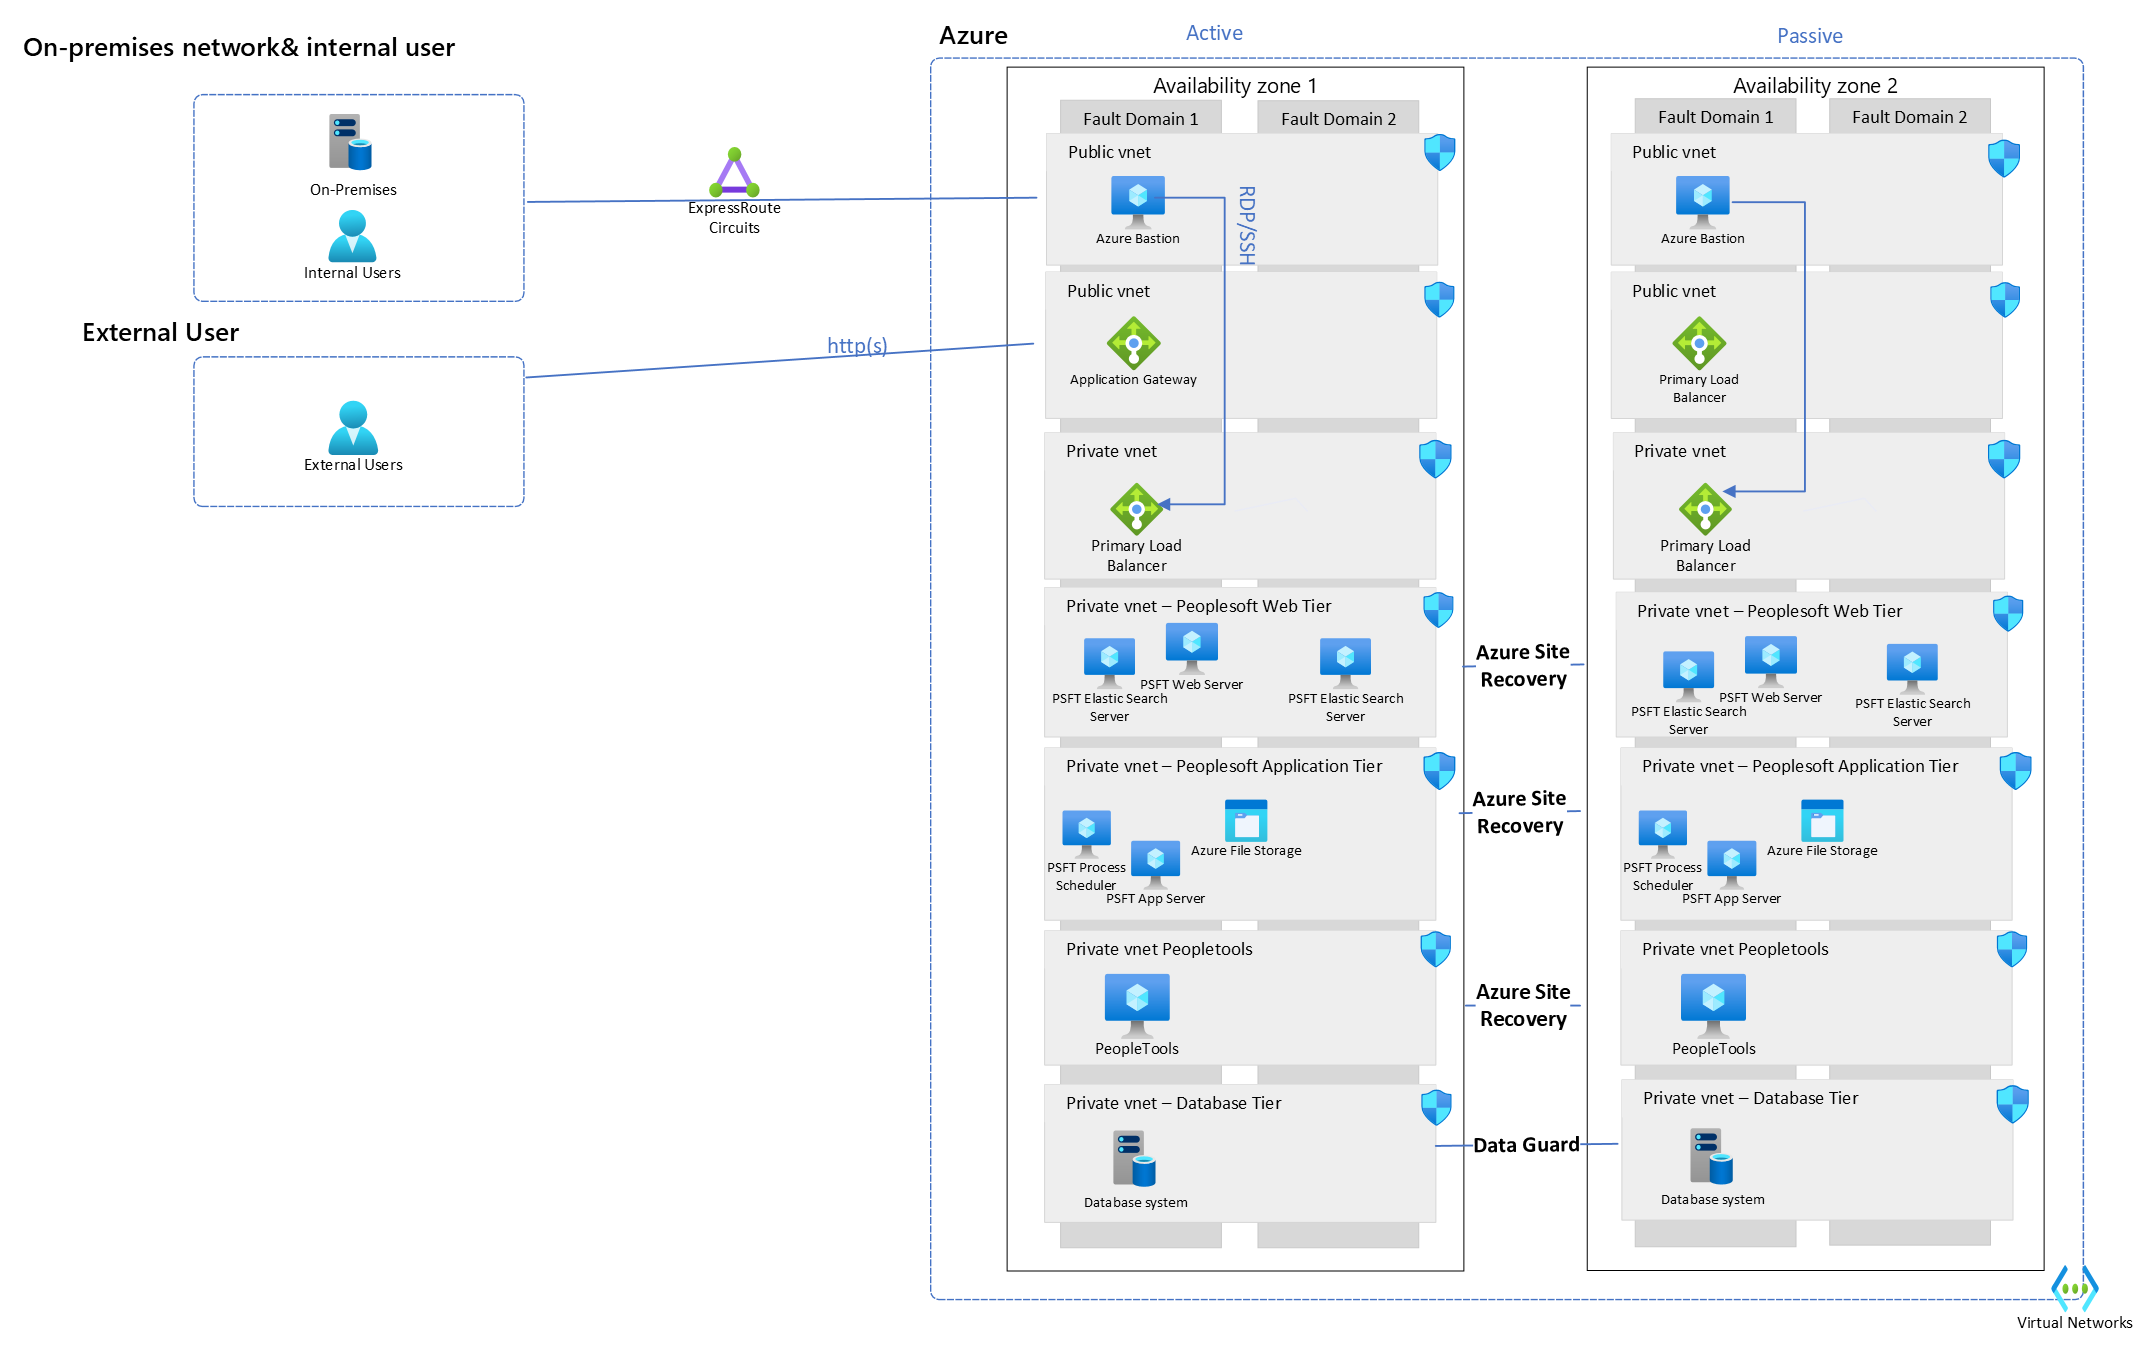 On-premises network& internal user
On-Premises
Internal Users
External User
External Users
ExpressRoute
Circuits
http(s)
Azure
Active
Passive
Availability zone 1
Fault Domain 1
Fault Domain 2
Public vnet
Azure Bastion
RDP/SSH
Public vnet
Application Gateway
Private vnet
Primary Load
Balancer
Private vnet – Peoplesoft Web Tier
PSFT Web Server
PSFT Elastic Search
Server
PSFT Elastic Search
Server
Private vnet – Peoplesoft Application Tier
Azure File Storage
PSFT Process
Scheduler
PSFT App Server
Private vnet Peopletools
PeopleTools
Private vnet – Database Tier
Database system
Azure Site
Recovery
Azure Site
Recovery
Azure Site
Recovery
Data Guard
Availability zone 2
Fault Domain 1
Fault Domain 2
Public vnet
Azure Bastion
Public vnet
Primary Load
Balancer
Private vnet
Primary Load
Balancer
Private vnet – Peoplesoft Web Tier
PSFT Web Server
PSFT Elastic Search
Server
PSFT Elastic Search
Server
Private vnet – Peoplesoft Application Tier
Azure File Storage
PSFT Process
Scheduler
PSFT App Server
Private vnet Peopletools
PeopleTools
Private vnet – Database Tier
Database system
Virtual Networks